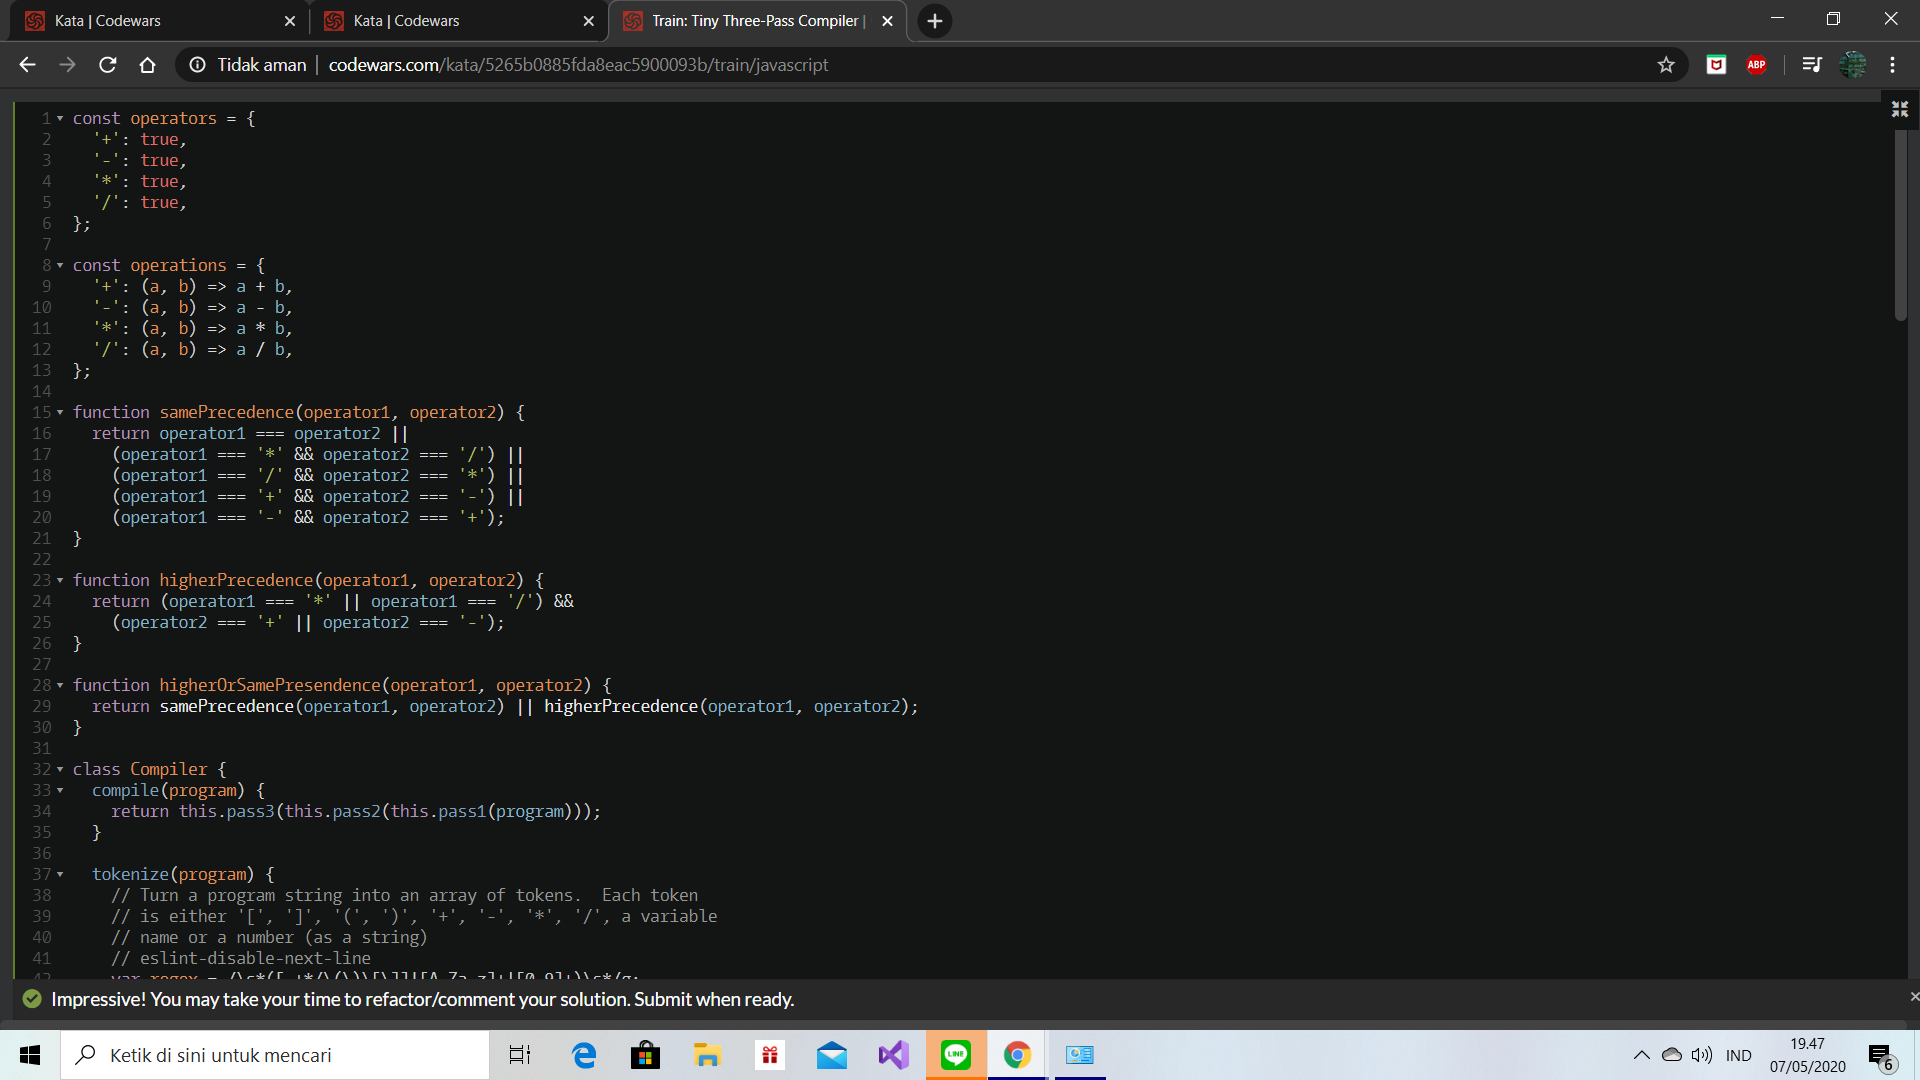 Kata | Codewars
Kata | Codewars
Train: Tiny Three-Pass Compiler |
Tidak aman | codewars.com/kata/5265b0885fda8eac5900093b/train/javascript
ABP
1 const operators = {
2 '+': true,
3 '-': true,
4 '*': true,
5 '/': true,
6 };
7
8 const operations = {
9 '+': (a, b) => a + b,
10 '-': (a, b) => a - b,
11 '*': (a, b) => a * b,
12 '/': (a, b) => a / b,
13 };
14
15 function samePrecedence(operator1, operator2) {
16 return operator1 === operator2 ||
17 (operator1 === '*' && operator2 === '/') ||
18 (operator1 === '/' && operator2 === '*') ||
19 (operator1 === '+' && operator2 === '-') ||
20 (operator1 === '-' && operator2 === '+');
21 }
22
23 function higherPrecedence(operator1, operator2) {
24 return (operator1 === '*' || operator1 === '/') &&
25 (operator2 === '+' || operator2 === '-');
26 }
27
28 function higherOrSamePresendence(operator1, operator2) {
29 return samePrecedence(operator1, operator2) || higherPrecedence(operator1, operator2);
30 }
31
32 class Compiler {
33 compile(program) {
34 return this.pass3(this.pass2(this.pass1(program)));
35 }
36
37 tokenize(program) {
38 // Turn a program string into an array of tokens.  Each token
39 // is either '[', ']', '(', ')', '+', '-', '*', '/', a variable
40 // name or a number (as a string)
41 // eslint-disable-next-line
42 var regex =
Impressive! You may take your time to refactor/comment your solution. Submit when ready.
Ketik di sini untuk mencari
LINE
IND
19.47
07/05/2020
6